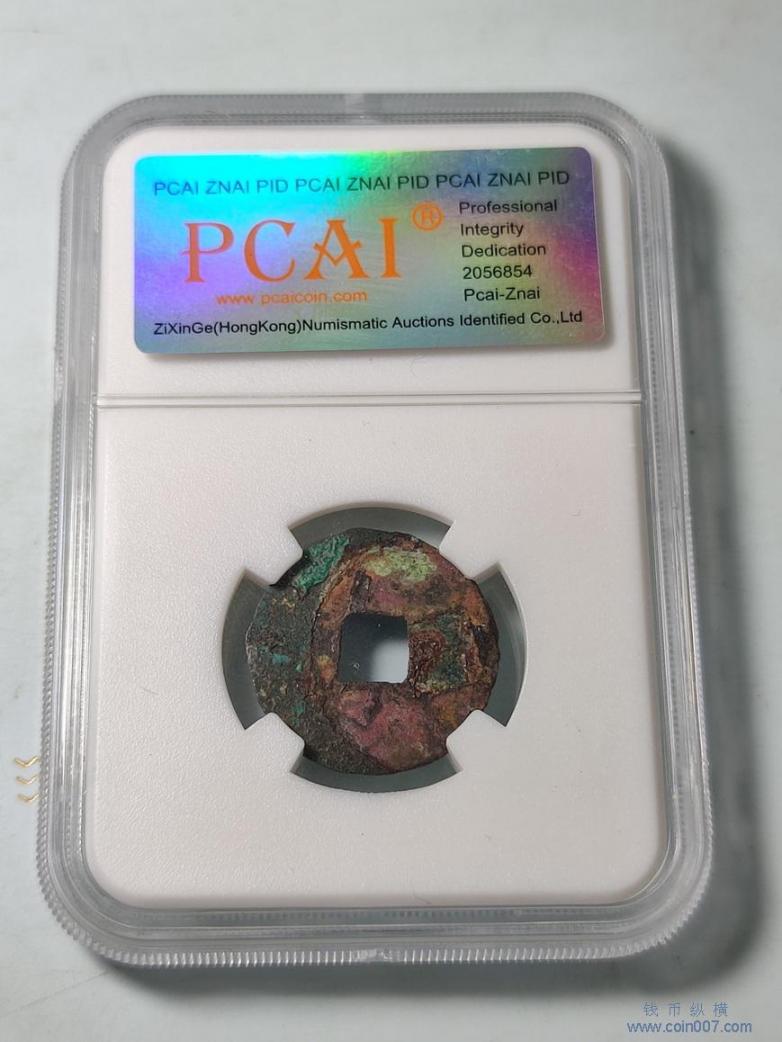 PCAI ZNAI PID PCAI ZNAI PID PCAI ZNAI PID
PCAI®
www.pcaicoin.com
Professional
Integrity
Dedication
2056854
Pcai-Znai
ZiXinGe(HongKong)Numismatic Auctions Identified Co.,Ltd
钱币纵横
www.coin007.com